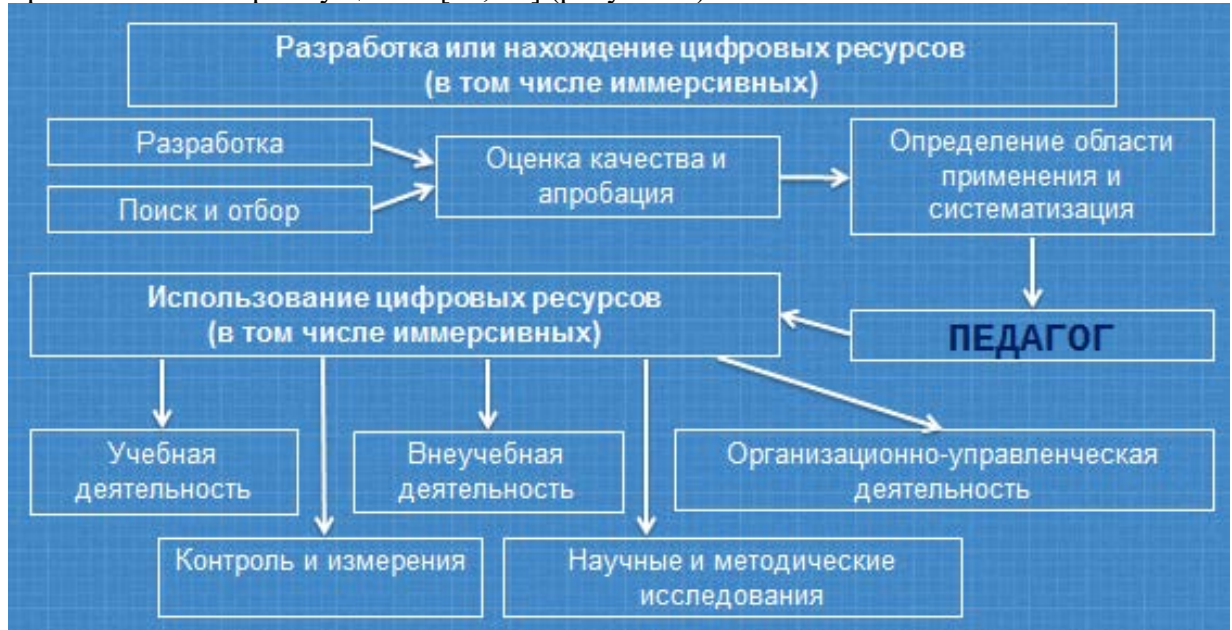 Разработка или нахождение цифровых ресурсов
(в том числе иммерсивных)
Разработка
Поиск и отбор
Оценка качества и
апробация
Определение области
применения и
систематизация
Использование цифровых ресурсов
(в том числе иммерсивных)
ПЕДАГОГ
Учебная
деятельность
Внеучебная
деятельность
Организационно-управленческая
деятельность
Контроль и измерения
Научные и методические
исследования